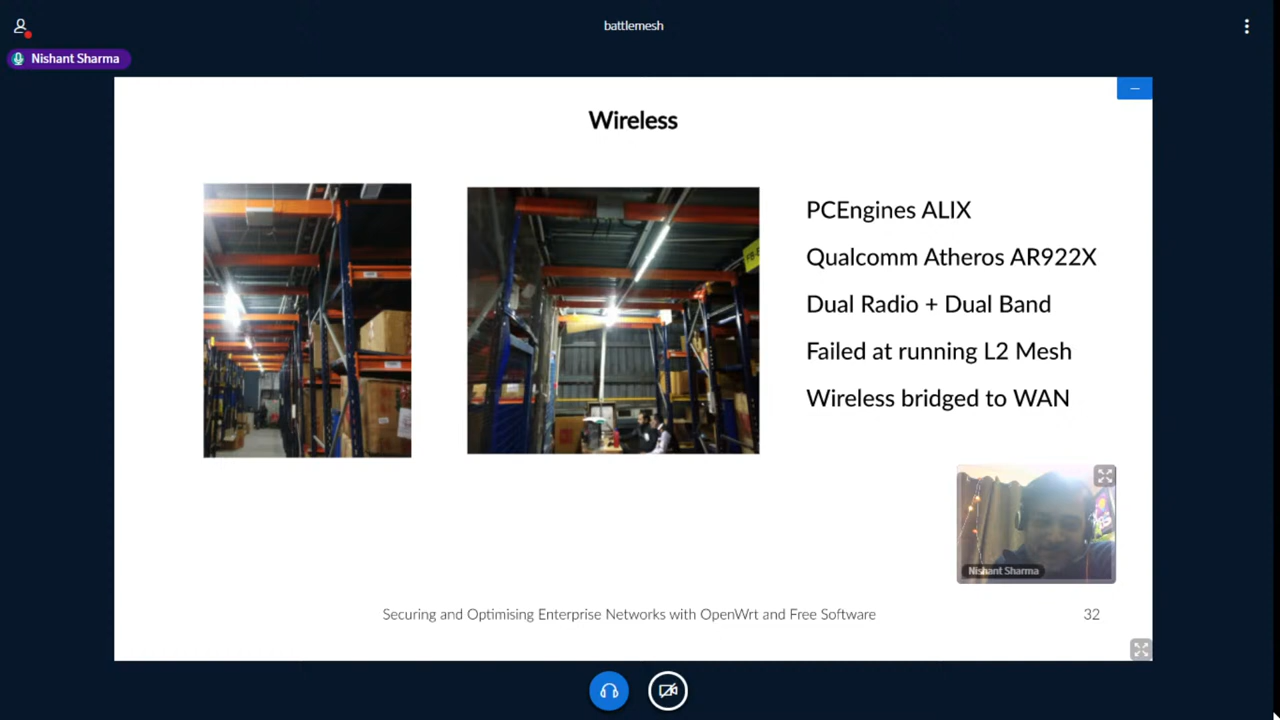 battlemesh
Nishant Sharma
Wireless
PCEngines ALIX
Qualcomm Atheros AR922X
Dual Radio + Dual Band
Failed at running L2 Mesh
Wireless bridged to WAN
Nishant Sharma
Securing and Optimising Enterprise Networks with OpenWrt and Free Software
32